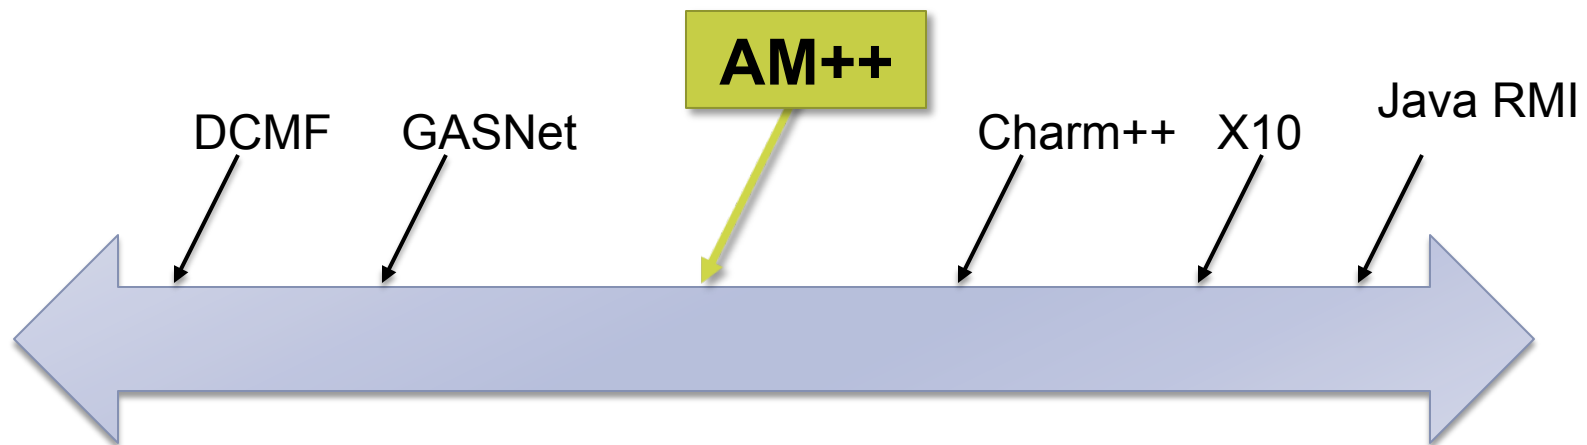 AM++
DCMF
GASNet
Charm++
X10
Java RMI